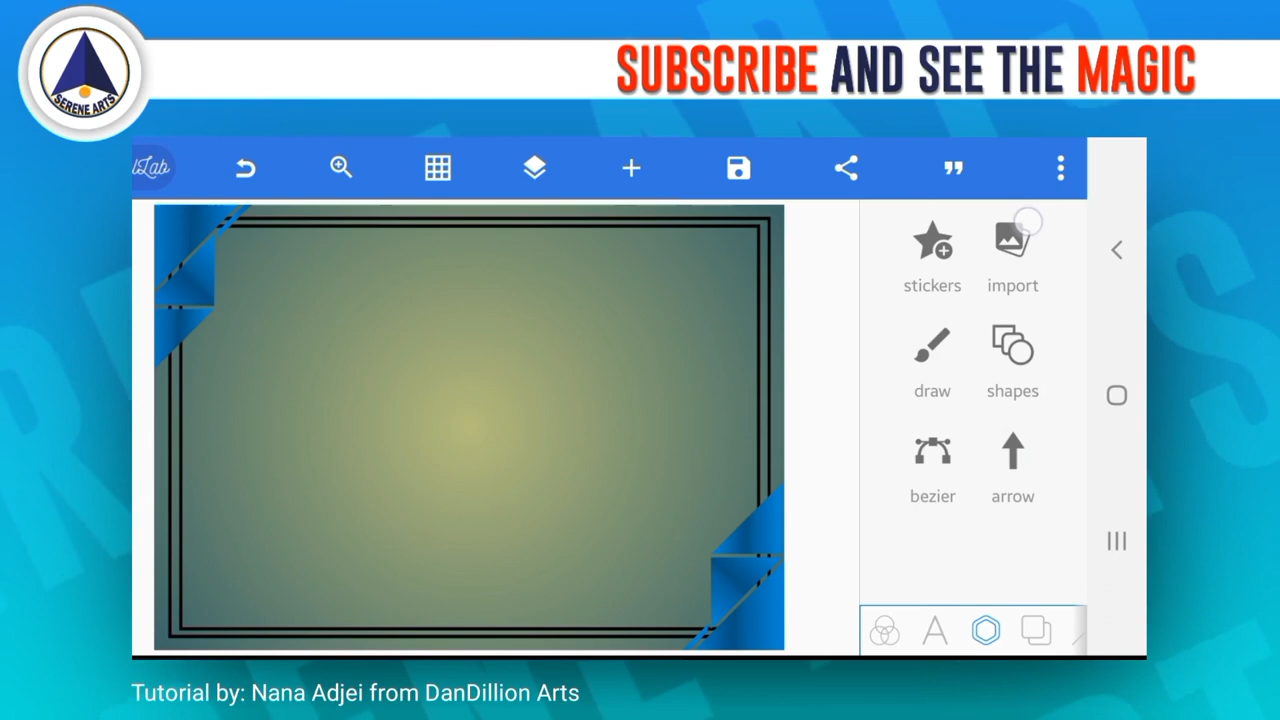 SUBSCRIBE AND SEE THE MAGIC
SERENE ARTS
lLab
stickers import
draw shapes
bezier arrow
Tutorial by: Nana Adjei from DanDillion Arts